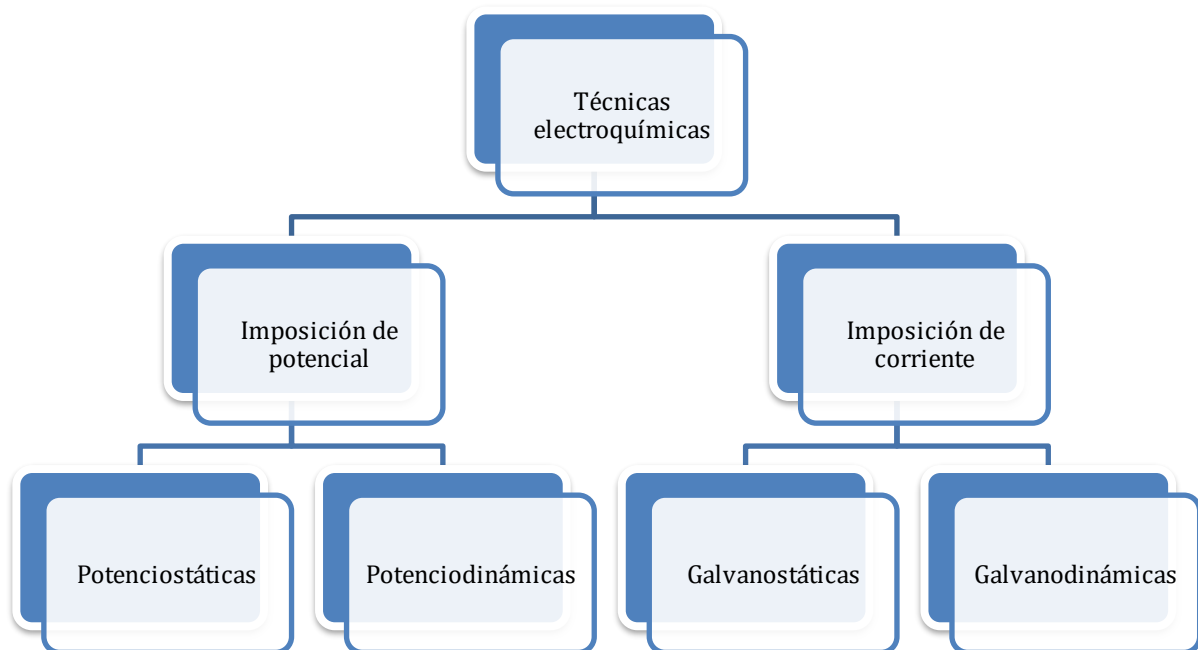 Técnicas
electroquímicas
Imposición de
potencial
Imposición de
corriente
Potenciostáticas
Potenciodinámicas
Galvanostáticas
Galvanodinámicas